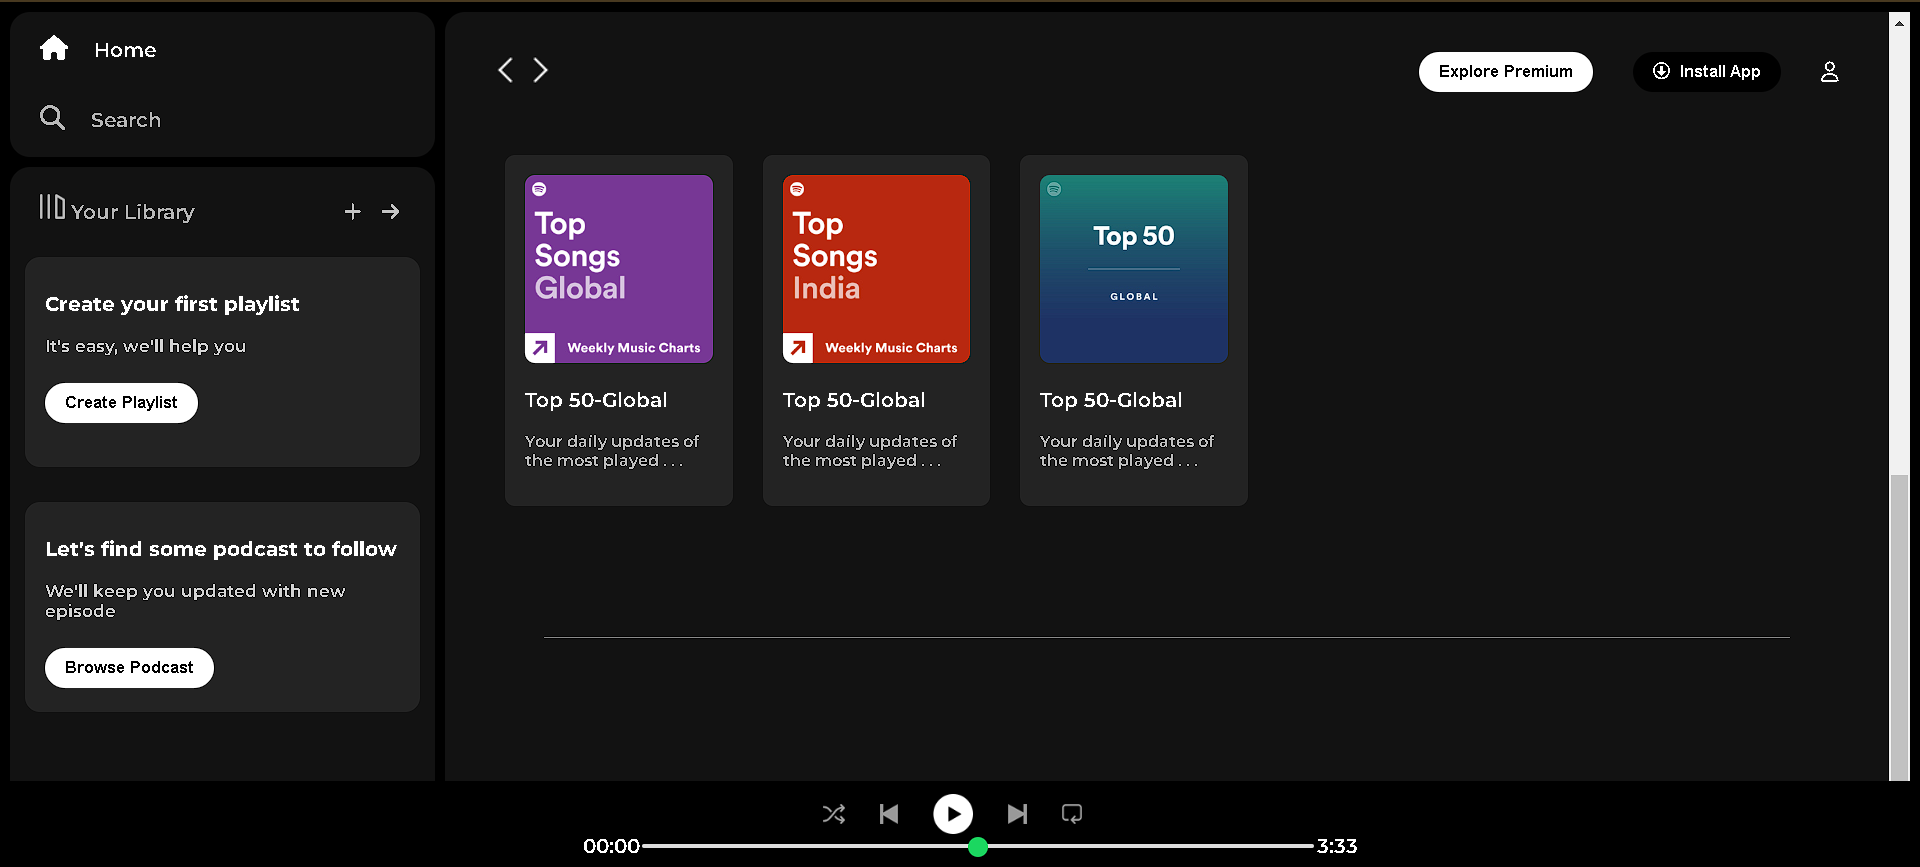 Home
Search
Your Library
Create your first playlist
It's easy, we'll help you
Create Playlist
Let's find some podcast to follow
We'll keep you updated with new
episode
Browse Podcast
Explore Premium
Install App
Top
Songs
Global
Weekly Music Charts
Top 50-Global
Your daily updates of
the most played . . .
Top
Songs
India
Weekly Music Charts
Top 50-Global
Your daily updates of
the most played . . .
Top 50
GLOBAL
Top 50-Global
Your daily updates of
the most played . . .
00:00
3:33